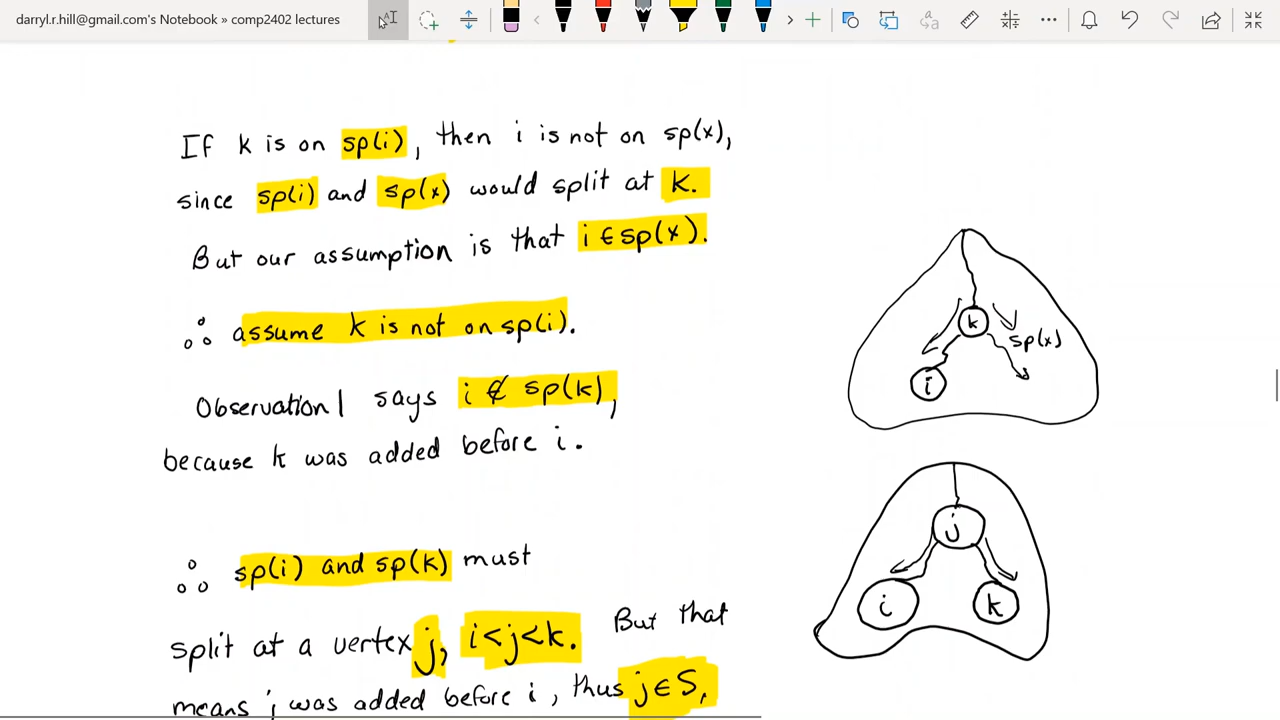 darryl.r.hill@gmail.com's Notebook » comp2402 lectures
If k is on sp(i), then i is not on sp(x),
since sp(i) and sp(x) would split at k.
But our assumption is that i ∈ sp(x).
∴ assume k is not on sp(i).
Observation 1 says i ∉ sp(k),
because k was added before i.
∴ sp(i) and sp(k) must
split at a vertex j, i<j<k. But that
means j was added before i, thus j ∈ S,
k
sp(x)
i
j
i k